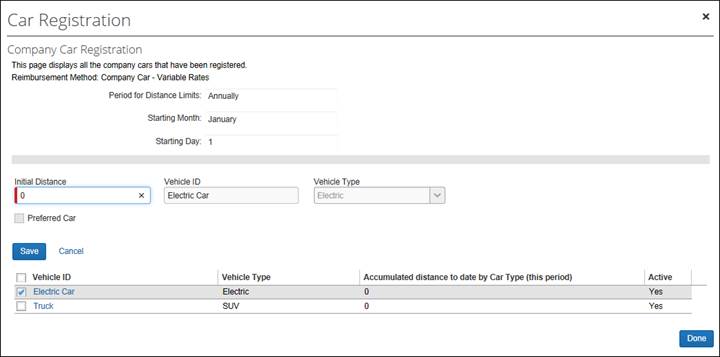 Car Registration
Company Car Registration
This page displays all the company cars that have been registered.
Reimbursement Method: Company Car - Variable Rates
Period for Distance Limits: Annually
Starting Month: January
Starting Day: 1
Initial Distance Vehicle ID Vehicle Type
0 Electric Car Electric
Preferred Car
Save Cancel
Vehicle ID Vehicle Type Accumulated distance to date by Car Type (this period) Active
Electric Car Electric 0 Yes
Truck SUV 0 Yes
Done